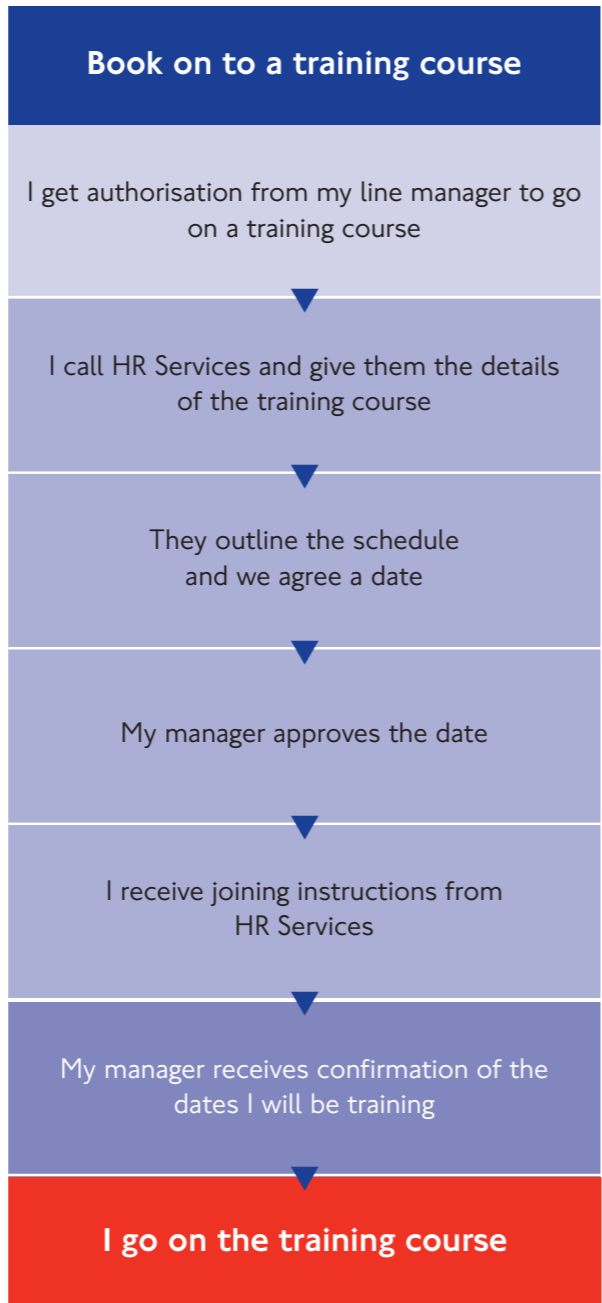 Book on to a training course
I get authorisation from my line manager to go
on a training course
I call HR Services and give them the details
of the training course
They outline the schedule
and we agree a date
My manager approves the date
I receive joining instructions from
HR Services
My manager receives confirmation of the
dates I will be training
I go on the training course